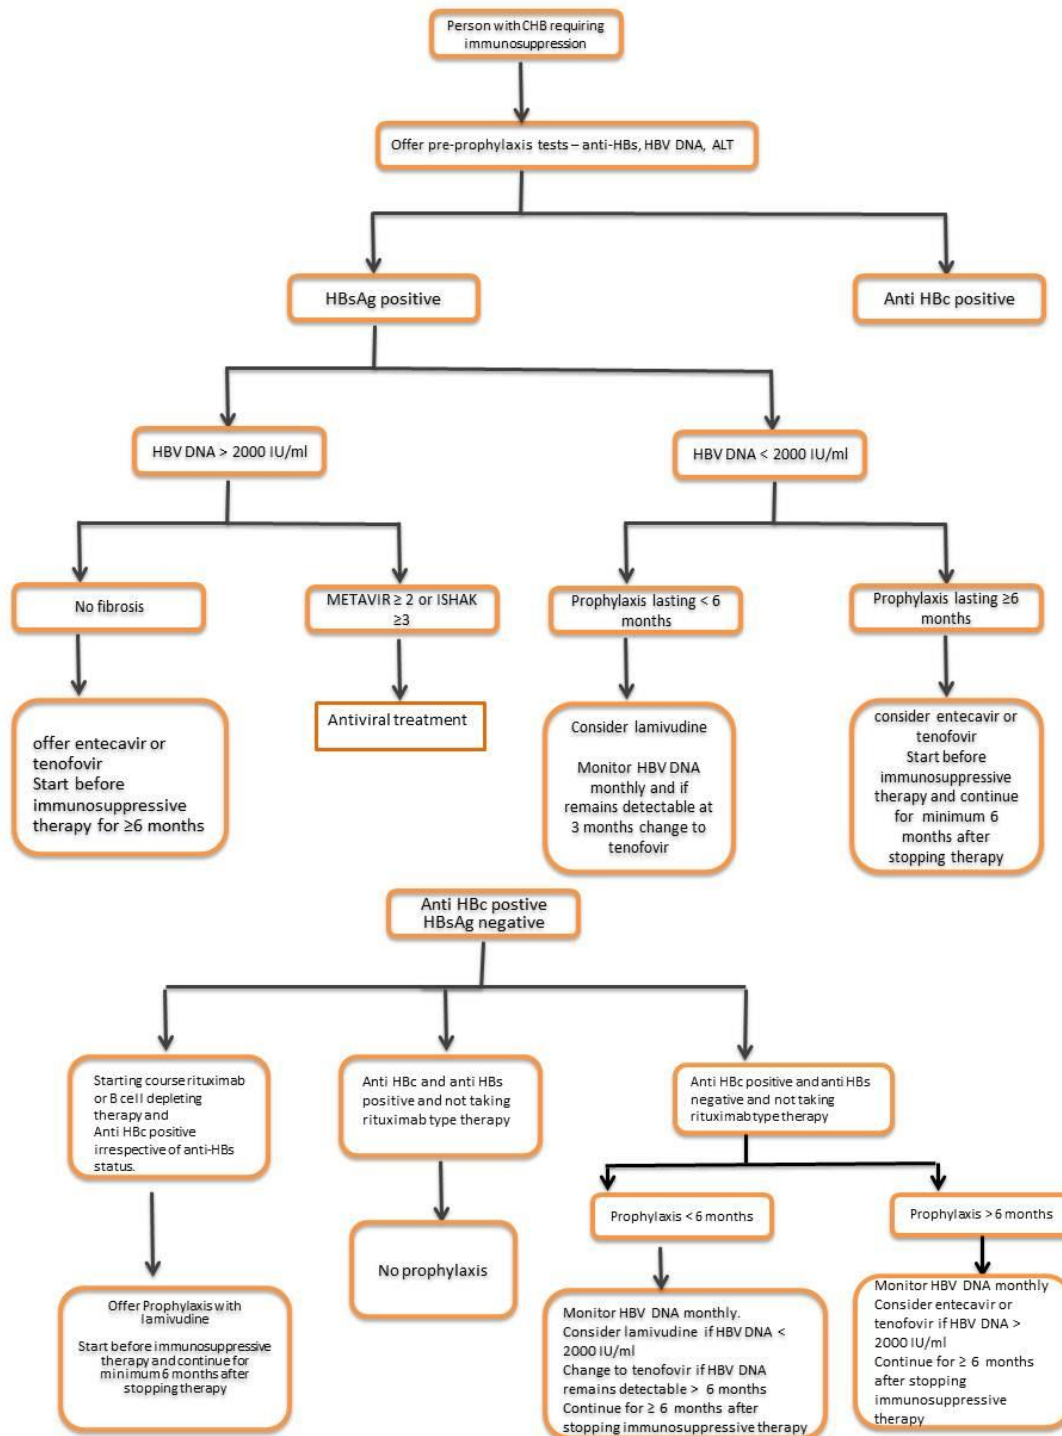 Person with CHB requiring
immunosuppression
Offer pre-prophylaxis tests – anti-HBs, HBV DNA, ALT
HBsAg positive
Anti HBc positive
HBV DNA > 2000 IU/ml
HBV DNA < 2000 IU/ml
No fibrosis
METAVIR ≥ 2 or ISHAK
≥3
Prophylaxis lasting < 6
months
Prophylaxis lasting ≥6
months
offer entecavir or
tenofovir
Start before
immunosuppressive
therapy for ≥6 months
Antiviral treatment
Consider lamivudine
Monitor HBV DNA
monthly and if
remains detectable at
3 months change to
tenofovir
consider entecavir or
tenofovir
Start before
immunosuppressive
therapy and continue
for minimum 6
months after
stopping therapy
Anti HBc postive
HBsAg negative
Starting course rituximab
or B cell depleting
therapy and
Anti HBc positive
irrespective of anti-HBs
status.
Anti HBc and anti HBs
positive and not taking
rituximab type therapy
Anti HBc positive and anti HBs
negative and not taking
rituximab type therapy
Prophylaxis < 6 months
Prophylaxis > 6 months
Offer Prophylaxis with
lamivudine
Start before immunosuppressive
therapy and continue for
minimum 6 months after
stopping therapy
No prophylaxis
Monitor HBV DNA monthly.
Consider lamivudine if HBV DNA <
2000 IU/ml
Change to tenofovir if HBV DNA
remains detectable > 6 months
Continue for ≥ 6 months after
stopping immunosuppressive therapy
Monitor HBV DNA monthly
Consider entecavir or
tenofovir if HBV DNA >
2000 IU/ml
Continue for ≥ 6 months
after stopping
immunosuppressive
therapy